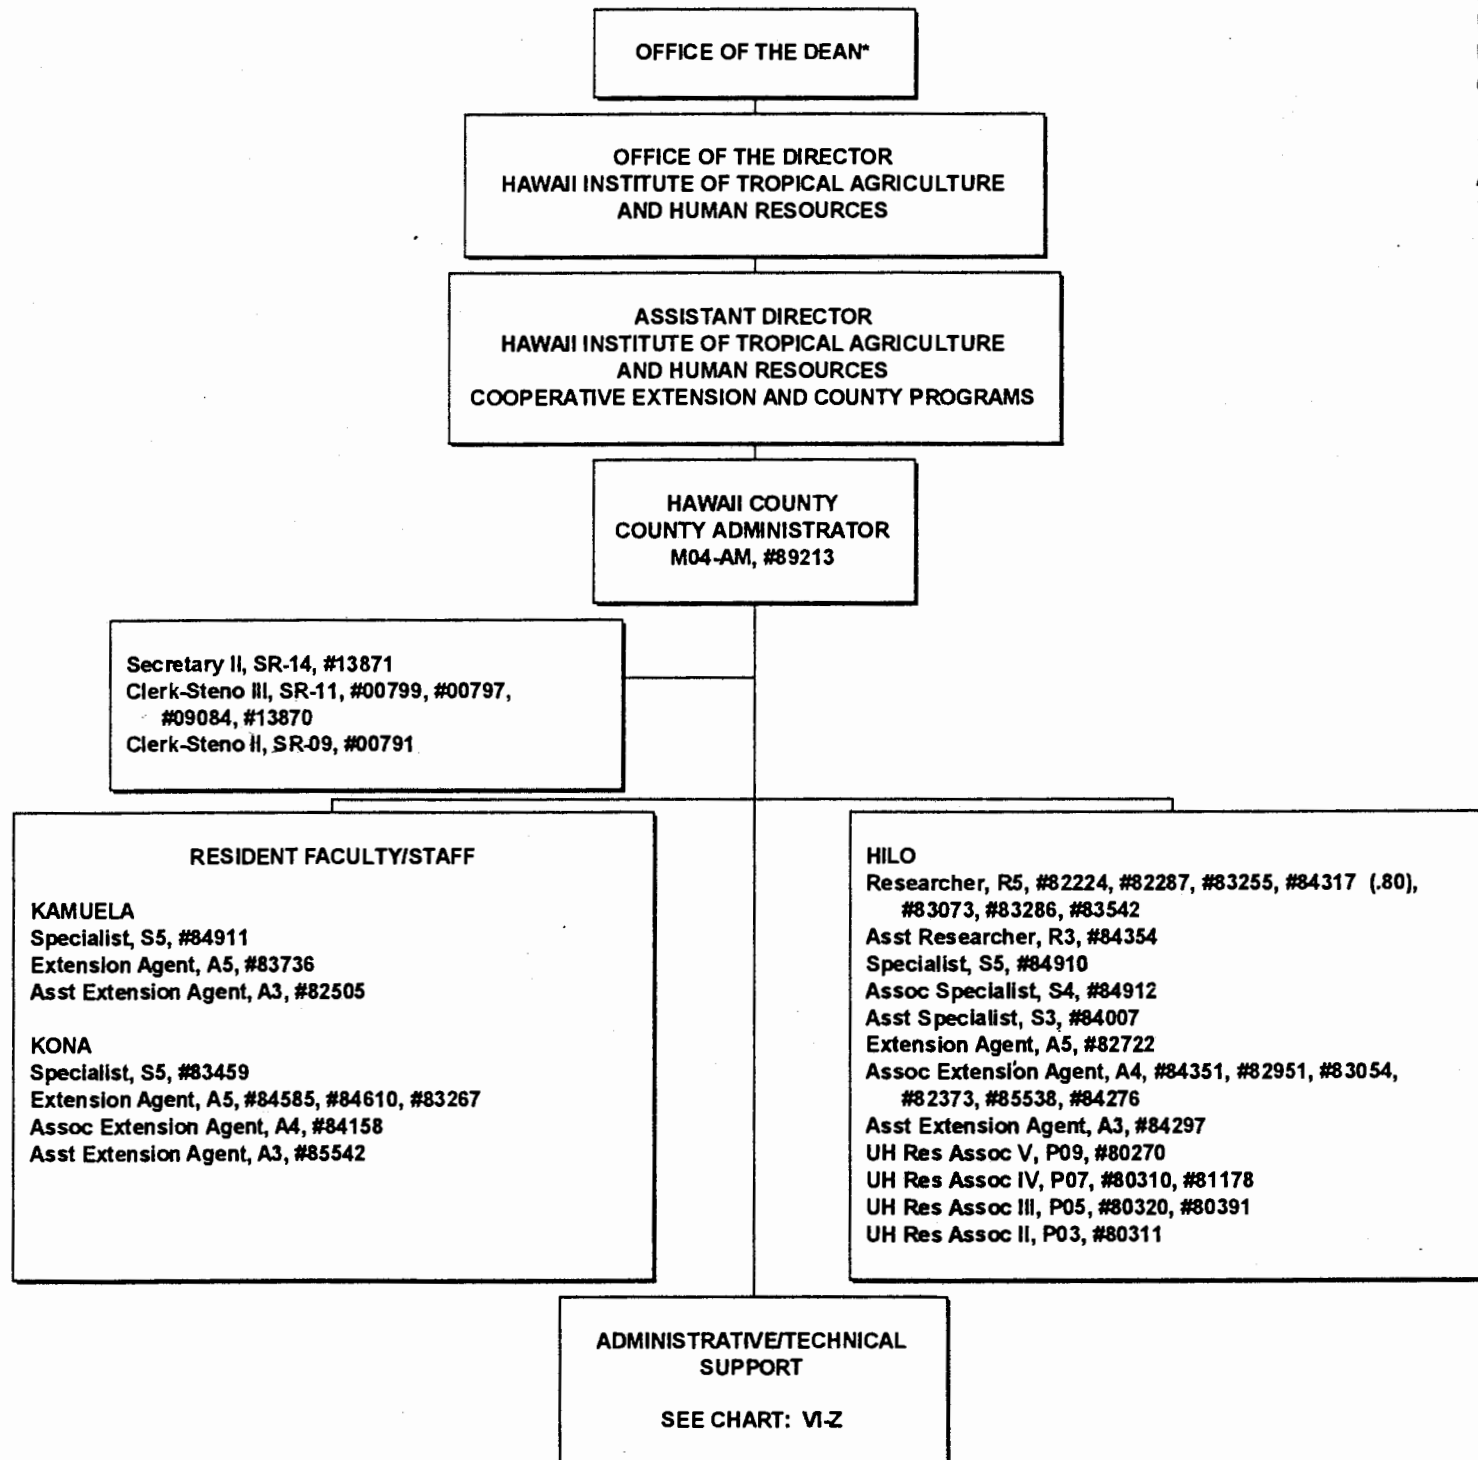 OFFICE OF THE DEAN*
OFFICE OF THE DIRECTOR
HAWAII INSTITUTE OF TROPICAL AGRICULTURE
AND HUMAN RESOURCES
ASSISTANT DIRECTOR
HAWAII INSTITUTE OF TROPICAL AGRICULTURE
AND HUMAN RESOURCES
COOPERATIVE EXTENSION AND COUNTY PROGRAMS
HAWAII COUNTY
COUNTY ADMINISTRATOR
M04-AM, #89213
Secretary II, SR-14, #13871
Clerk-Steno III, SR-11, #00799, #00797,
#09084, #13870
Clerk-Steno II, SR-09, #00791
RESIDENT FACULTY/STAFF
KAMUELA
Specialist, S5, #84911
Extension Agent, A5, #83736
Asst Extension Agent, A3, #82505
KONA
Specialist, S5, #83459
Extension Agent, A5, #84585, #84610, #83267
Assoc Extension Agent, A4, #84158
Asst Extension Agent, A3, #85542
HILO
Researcher, R5, #82224, #82287, #83255, #84317 (.80),
#83073, #83286, #83542
Asst Researcher, R3, #84354
Specialist, S5, #84910
Assoc Specialist, S4, #84912
Asst Specialist, S3, #84007
Extension Agent, A5, #82722
Assoc Extension Agent, A4, #84351, #82951, #83054,
#82373, #85538, #84276
Asst Extension Agent, A3, #84297
UH Res Assoc V, P09, #80270
UH Res Assoc IV, P07, #80310, #81178
UH Res Assoc III, P05, #80320, #80391
UH Res Assoc II, P03, #80311
ADMINISTRATIVE/TECHNICAL
SUPPORT
SEE CHART: VI-Z